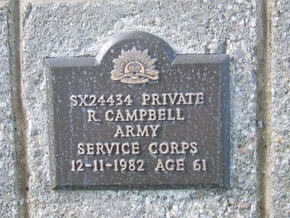 SX24434 PRIVATE
R. CAMPBELL
ARMY
SERVICE CORPS
12-11-1982 AGE 61